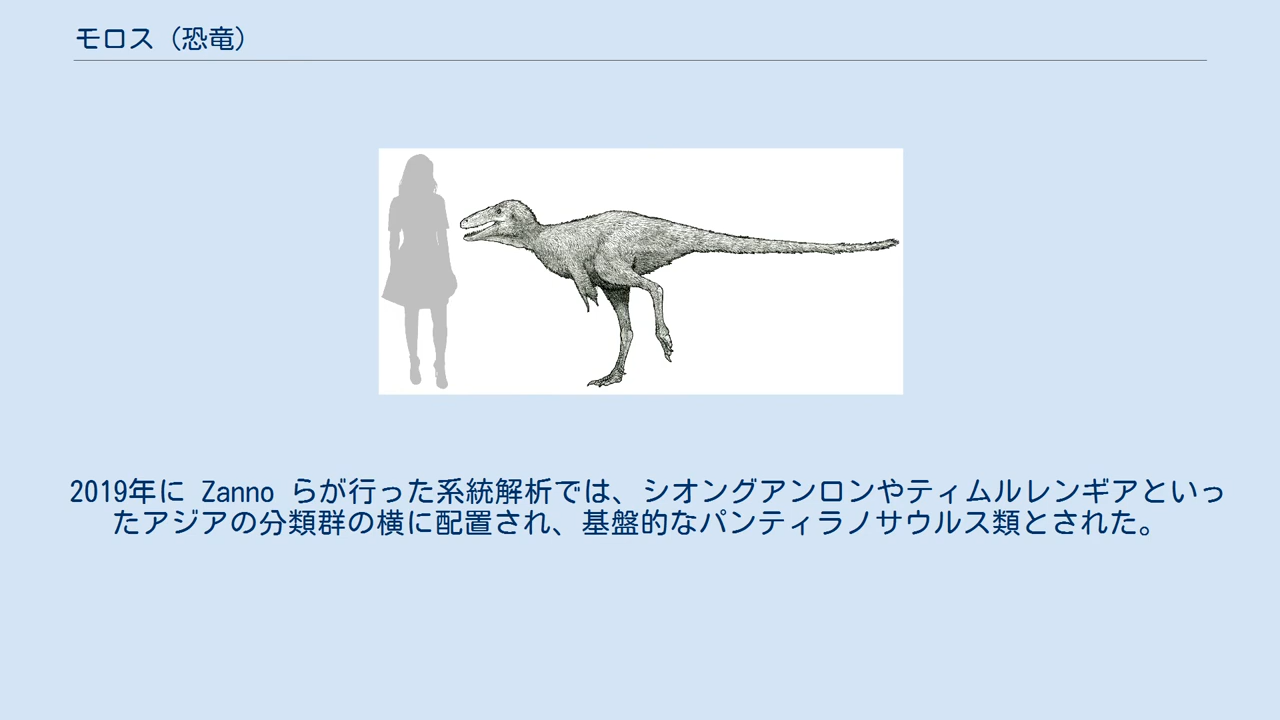 モロス（恐竜）
2019年に Zanno らが行った系統解析では、シオングアンロンやティムルレンギアといっ
たアジアの分類群の横に配置され、基盤的なパンティラノサウルス類とされた。